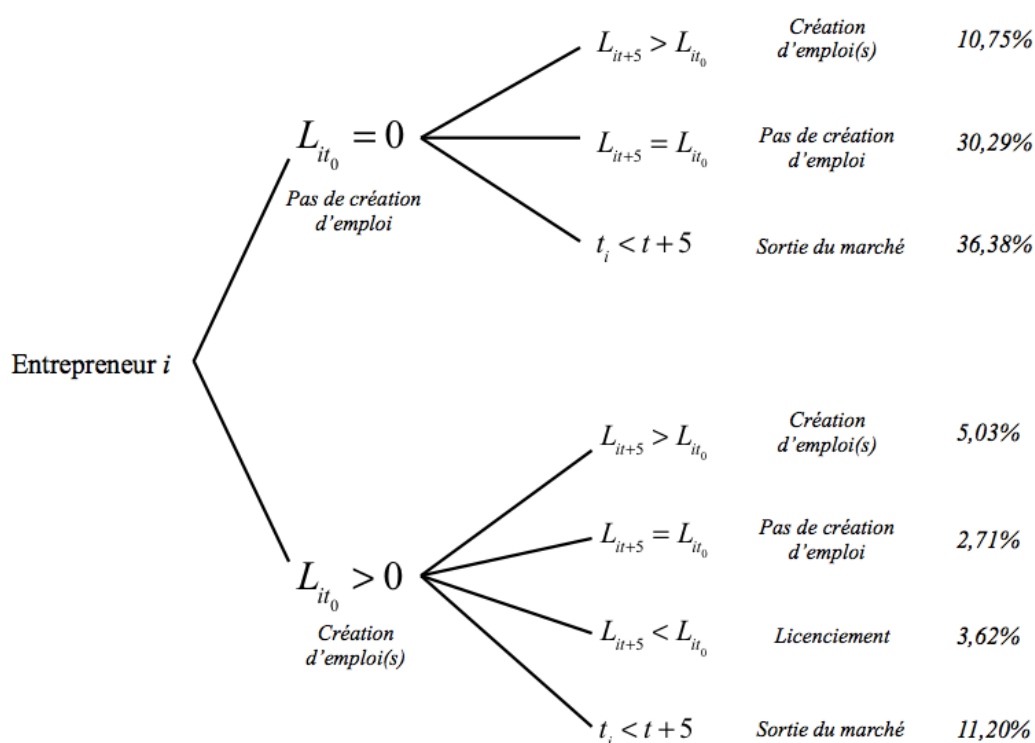 L_{it+5} > L_{it_0} Création d'emploi(s) 10,75%
L_{it_0} = 0
Pas de création
d'emploi
L_{it+5} = L_{it_0} Pas de création d'emploi 30,29%
t_i < t + 5 Sortie du marché 36,38%
Entrepreneur i
L_{it+5} > L_{it_0} Création d'emploi(s) 5,03%
L_{it+5} = L_{it_0} Pas de création d'emploi 2,71%
L_{it_0} > 0
Création
d'emploi(s)
L_{it+5} < L_{it_0} Licenciement 3,62%
t_i < t + 5 Sortie du marché 11,20%